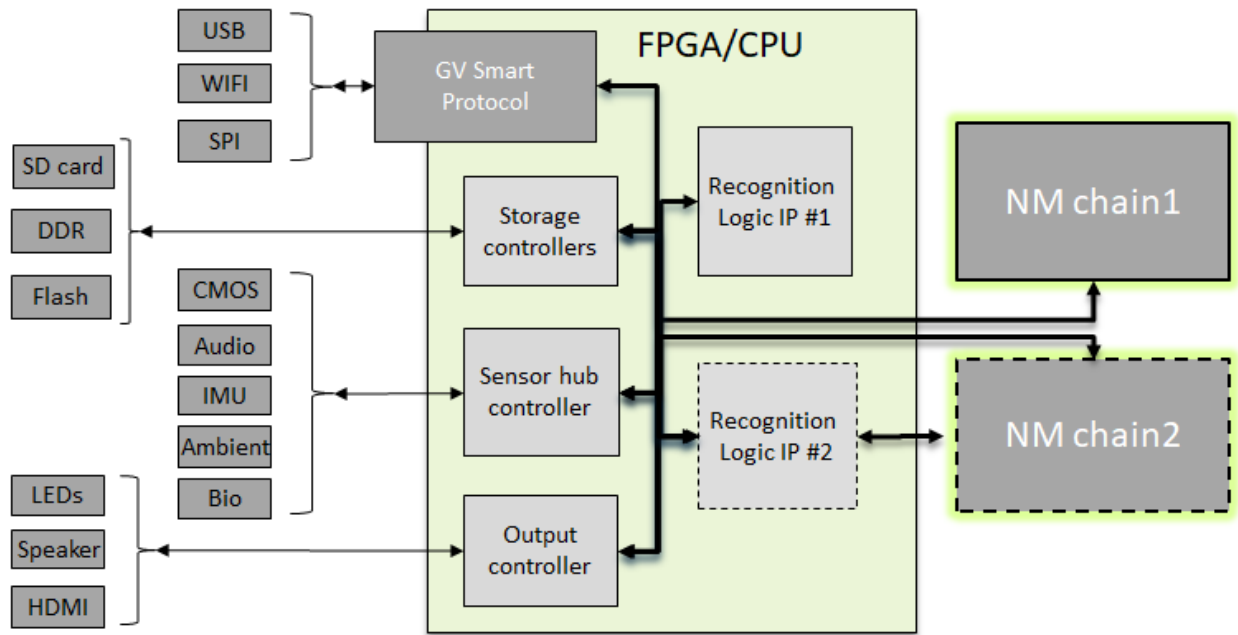 USB
WIFI
SPI
SD card
DDR
Flash
CMOS
Audio
IMU
Ambient
Bio
LEDs
Speaker
HDMI
FPGA/CPU
GV Smart
Protocol
Storage
controllers
Sensor hub
controller
Output
controller
Recognition
Logic IP #1
Recognition
Logic IP #2
NM chain1
NM chain2